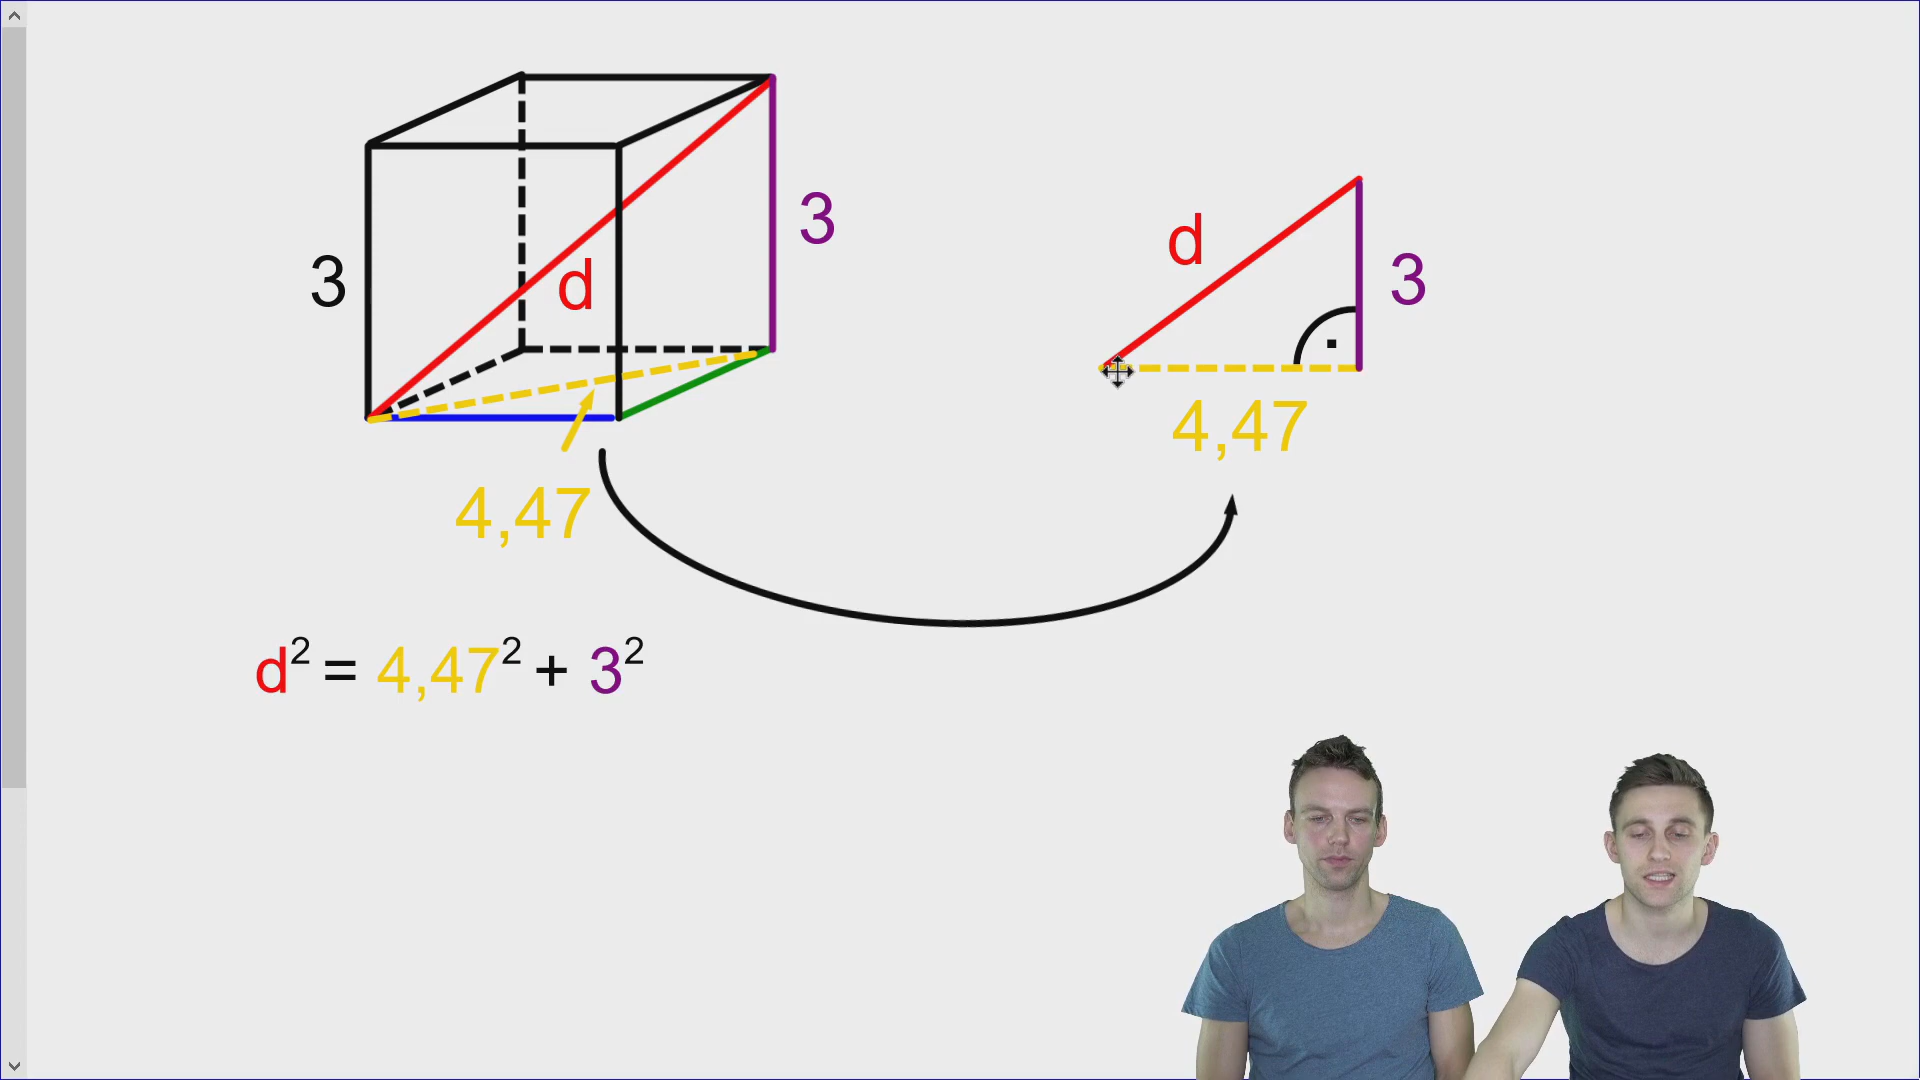 3
d
3
4,47
d
3
4,47
d² = 4,47² + 3²